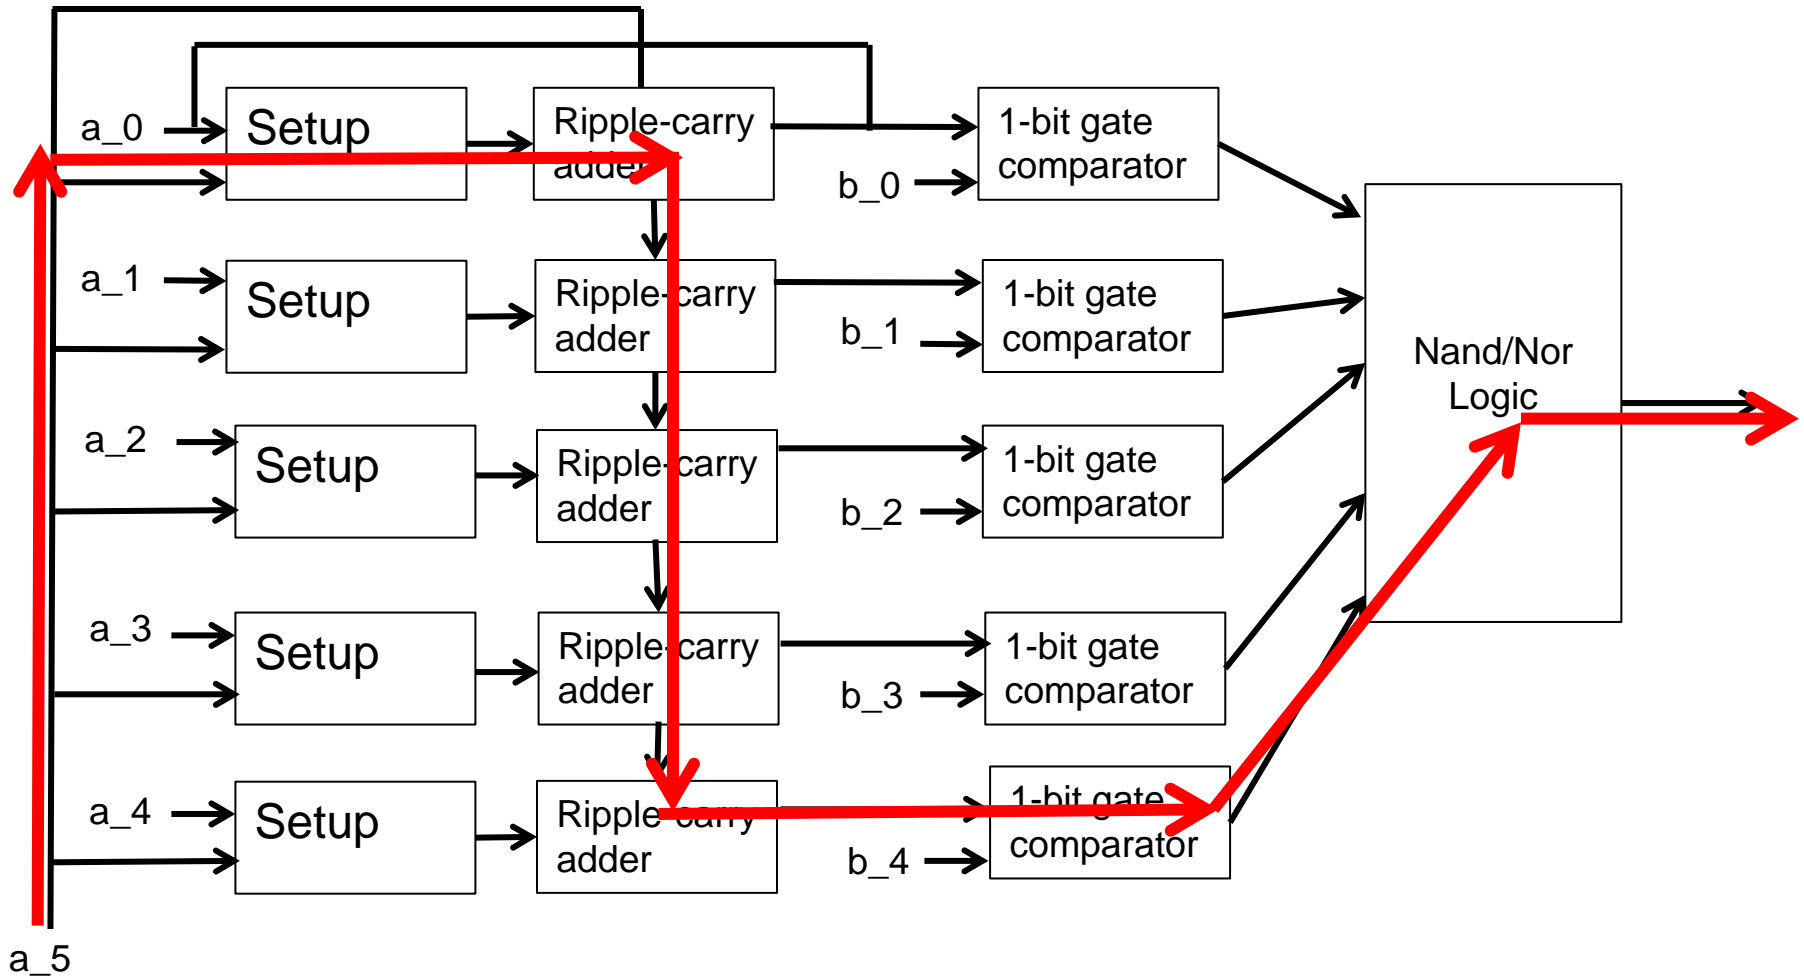 a_0
Setup
Ripple-carry
adder
1-bit gate
comparator
b_0
a_1
Setup
Ripple-carry
adder
1-bit gate
comparator
b_1
Nand/Nor
Logic
a_2
Setup
Ripple-carry
adder
1-bit gate
comparator
b_2
a_3
Setup
Ripple-carry
adder
1-bit gate
comparator
b_3
a_4
Setup
Ripple-carry
adder
1-bit gate
comparator
b_4
a_5